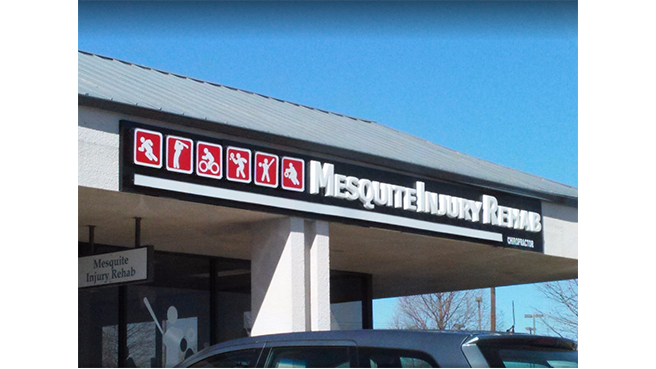 MESQUITE INJURY REHAB
CHIROPRACTOR
Mesquite
Injury Rehab